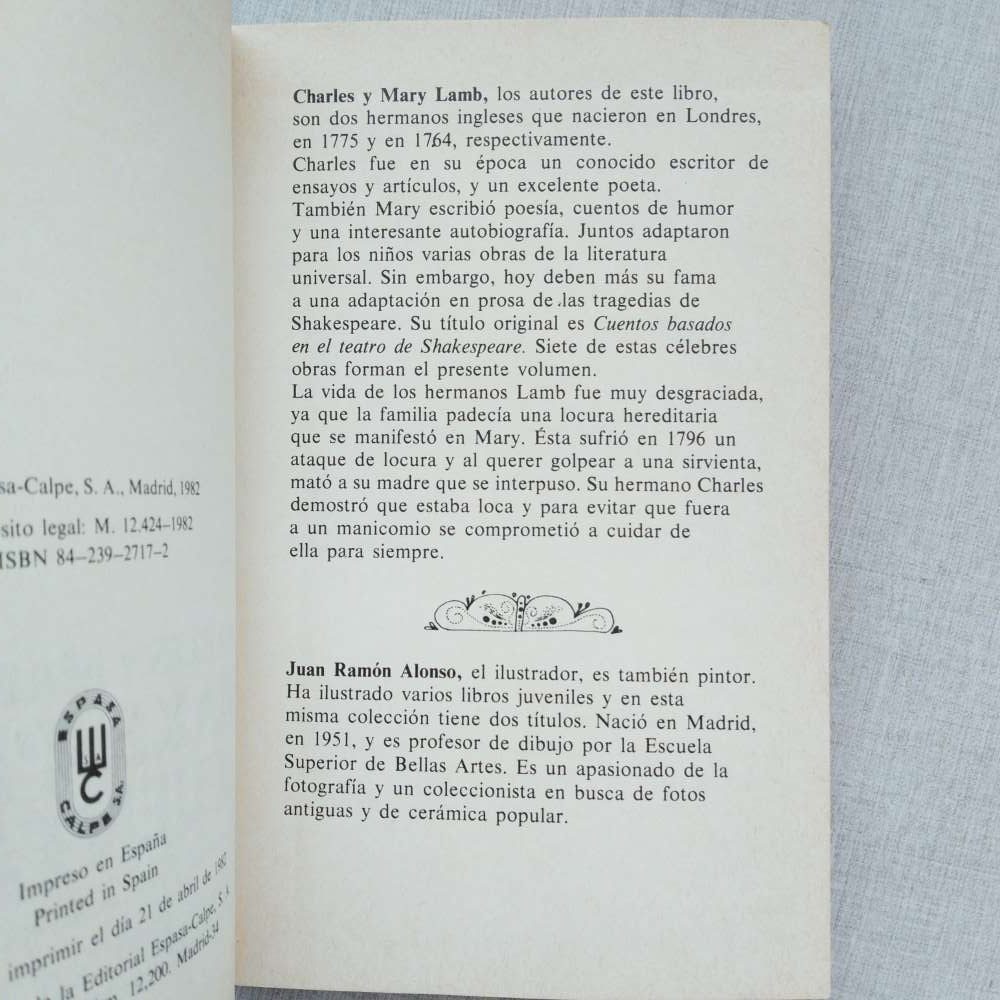 S. A., Madrid, 1982
legal: M. 12.424–1982
ISBN 84–239–2717–2
ESPASA
CALPE S.A.
Impreso en España
Printed in Spain
imprimir el día 21 de abril de 1982
la Editorial Espasa-Calpe, S. A.
12,200. Madrid-34
Charles y Mary Lamb, los autores de este libro,
son dos hermanos ingleses que nacieron en Londres,
en 1775 y en 1764, respectivamente.
Charles fue en su época un conocido escritor de
ensayos y artículos, y un excelente poeta.
También Mary escribió poesía, cuentos de humor
y una interesante autobiografía. Juntos adaptaron
para los niños varias obras de la literatura
universal. Sin embargo, hoy deben más su fama
a una adaptación en prosa de .las tragedias de
Shakespeare. Su título original es Cuentos basados
en el teatro de Shakespeare. Siete de estas célebres
obras forman el presente volumen.
La vida de los hermanos Lamb fue muy desgraciada,
ya que la familia padecía una locura hereditaria
que se manifestó en Mary. Ésta sufrió en 1796 un
ataque de locura y al querer golpear a una sirvienta,
mató a su madre que se interpuso. Su hermano Charles
demostró que estaba loca y para evitar que fuera
a un manicomio se comprometió a cuidar de
ella para siempre.
Juan Ramón Alonso, el ilustrador, es también pintor.
Ha ilustrado varios libros juveniles y en esta
misma colección tiene dos títulos. Nació en Madrid,
en 1951, y es profesor de dibujo por la Escuela
Superior de Bellas Artes. Es un apasionado de la
fotografía y un coleccionista en busca de fotos
antiguas y de cerámica popular.